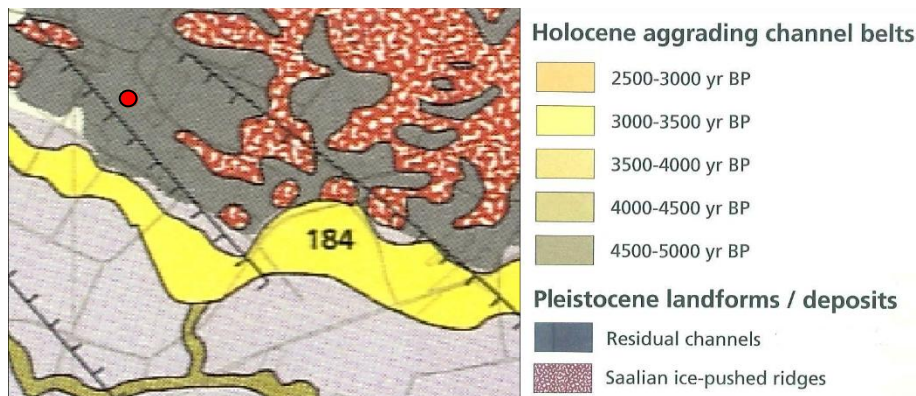 184
Holocene aggrading channel belts
2500-3000 yr BP
3000-3500 yr BP
3500-4000 yr BP
4000-4500 yr BP
4500-5000 yr BP
Pleistocene landforms / deposits
Residual channels
Saalian ice-pushed ridges